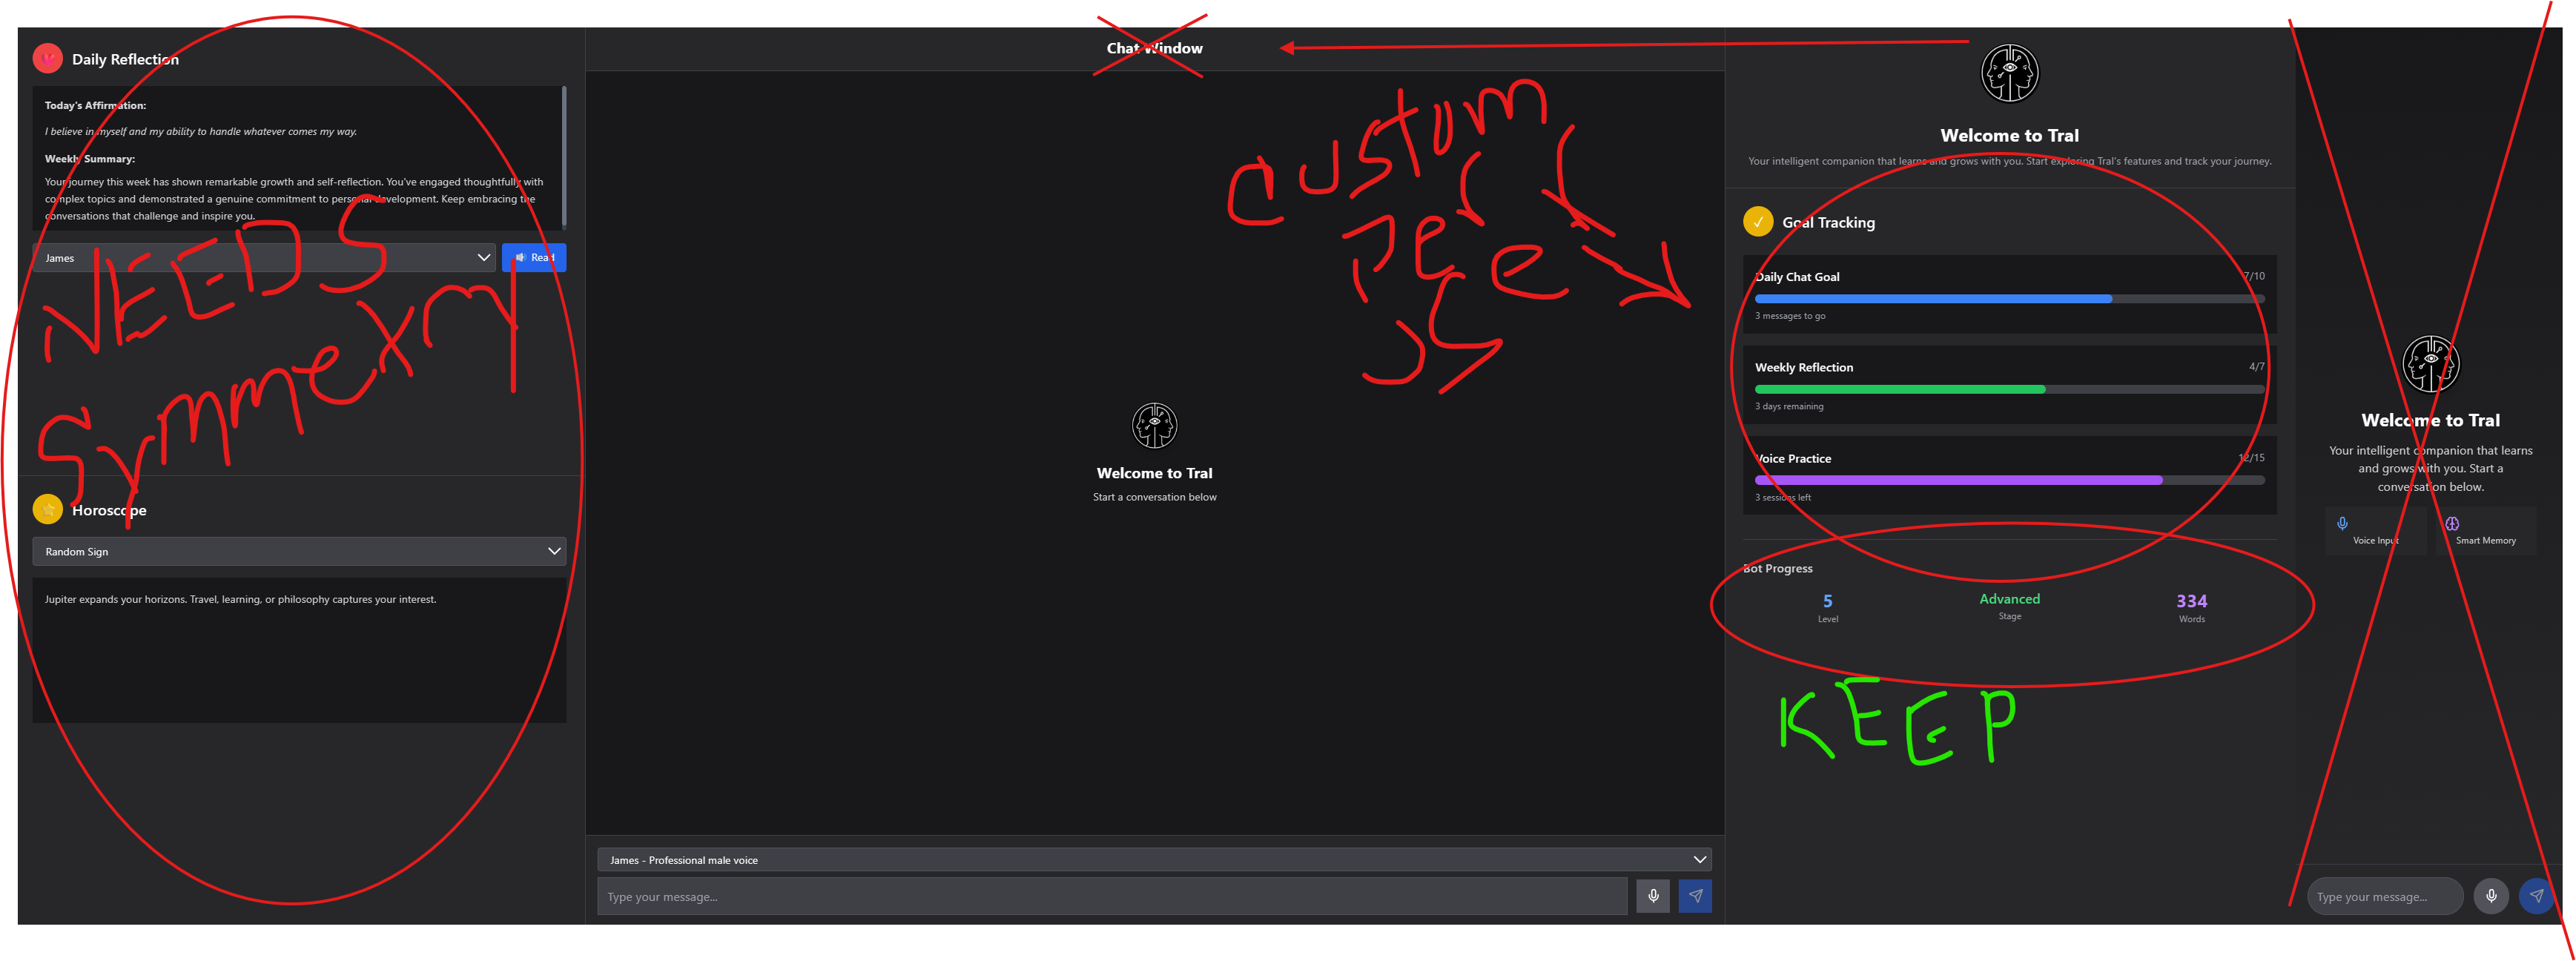 Daily Reflection
Today's Affirmation:
I believe in myself and my ability to handle whatever comes my way.
Weekly Summary:
Your journey this week has shown remarkable growth and self-reflection. You've engaged thoughtfully with
complex topics and demonstrated a genuine commitment to personal development. Keep embracing the
conversations that challenge and inspire you.
James
Read
NEEDS
Symmetry
Horoscope
Random Sign
Jupiter expands your horizons. Travel, learning, or philosophy captures your interest.
Chat Window
custom
Welcome to Tral
Start a conversation below
James - Professional male voice
Type your message...
Welcome to Tral
Your intelligent companion that learns and grows with you. Start exploring Tral's features and track your journey.
Goal Tracking
Daily Chat Goal
7/10
3 messages to go
Weekly Reflection
4/7
3 days remaining
Voice Practice
12/15
3 sessions left
Bot Progress
5
Level
Advanced
Stage
334
Words
KEEP
Welcome to Tral
Your intelligent companion that learns
and grows with you. Start a
conversation below.
Voice Input
Smart Memory
Type your message...